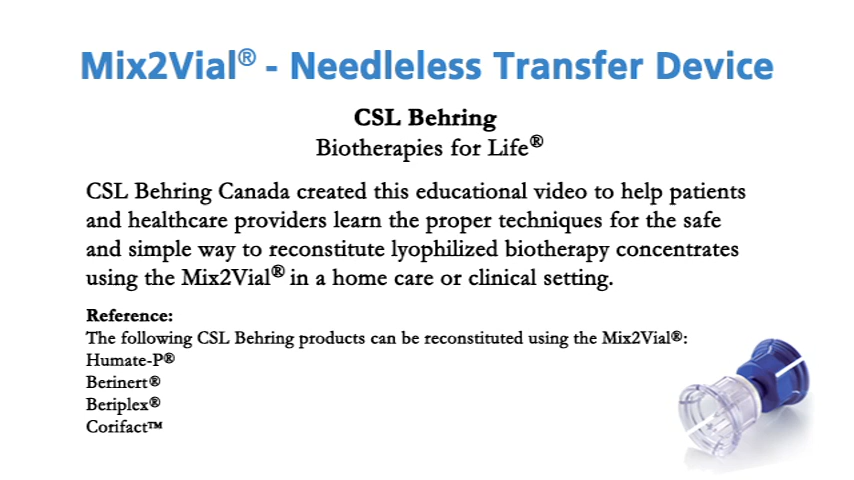 Mix2Vial® - Needleless Transfer Device
CSL Behring
Biotherapies for Life®
CSL Behring Canada created this educational video to help patients
and healthcare providers learn the proper techniques for the safe
and simple way to reconstitute lyophilized biotherapy concentrates
using the Mix2Vial® in a home care or clinical setting.
Reference:
The following CSL Behring products can be reconstituted using the Mix2Vial®:
Humate-P®
Berinert®
Beriplex®
Corifact™